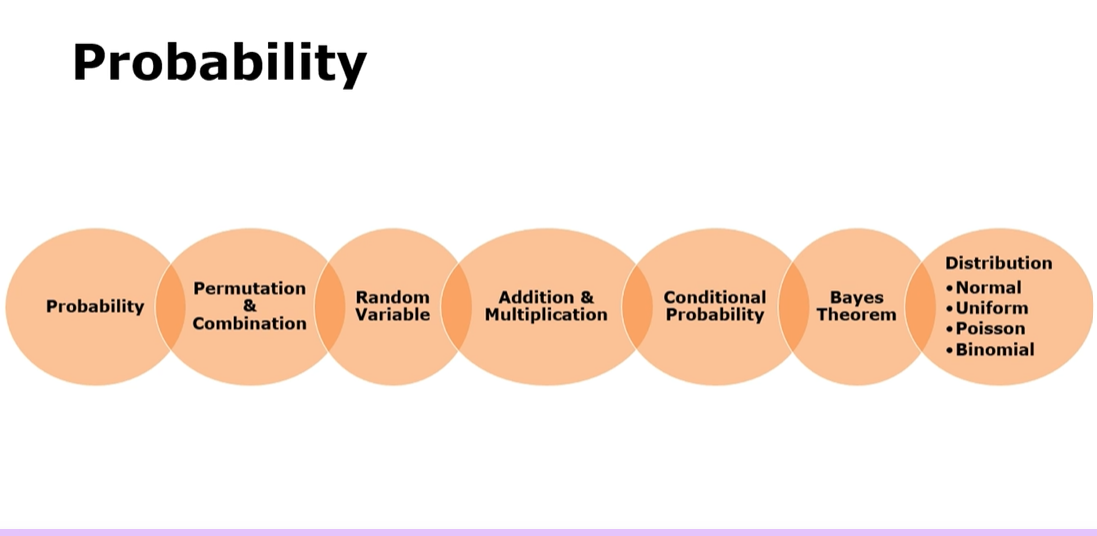 Probability
Probability
Permutation
&
Combination
Random
Variable
Addition &
Multiplication
Conditional
Probability
Bayes
Theorem
Distribution
•Normal
•Uniform
•Poisson
•Binomial